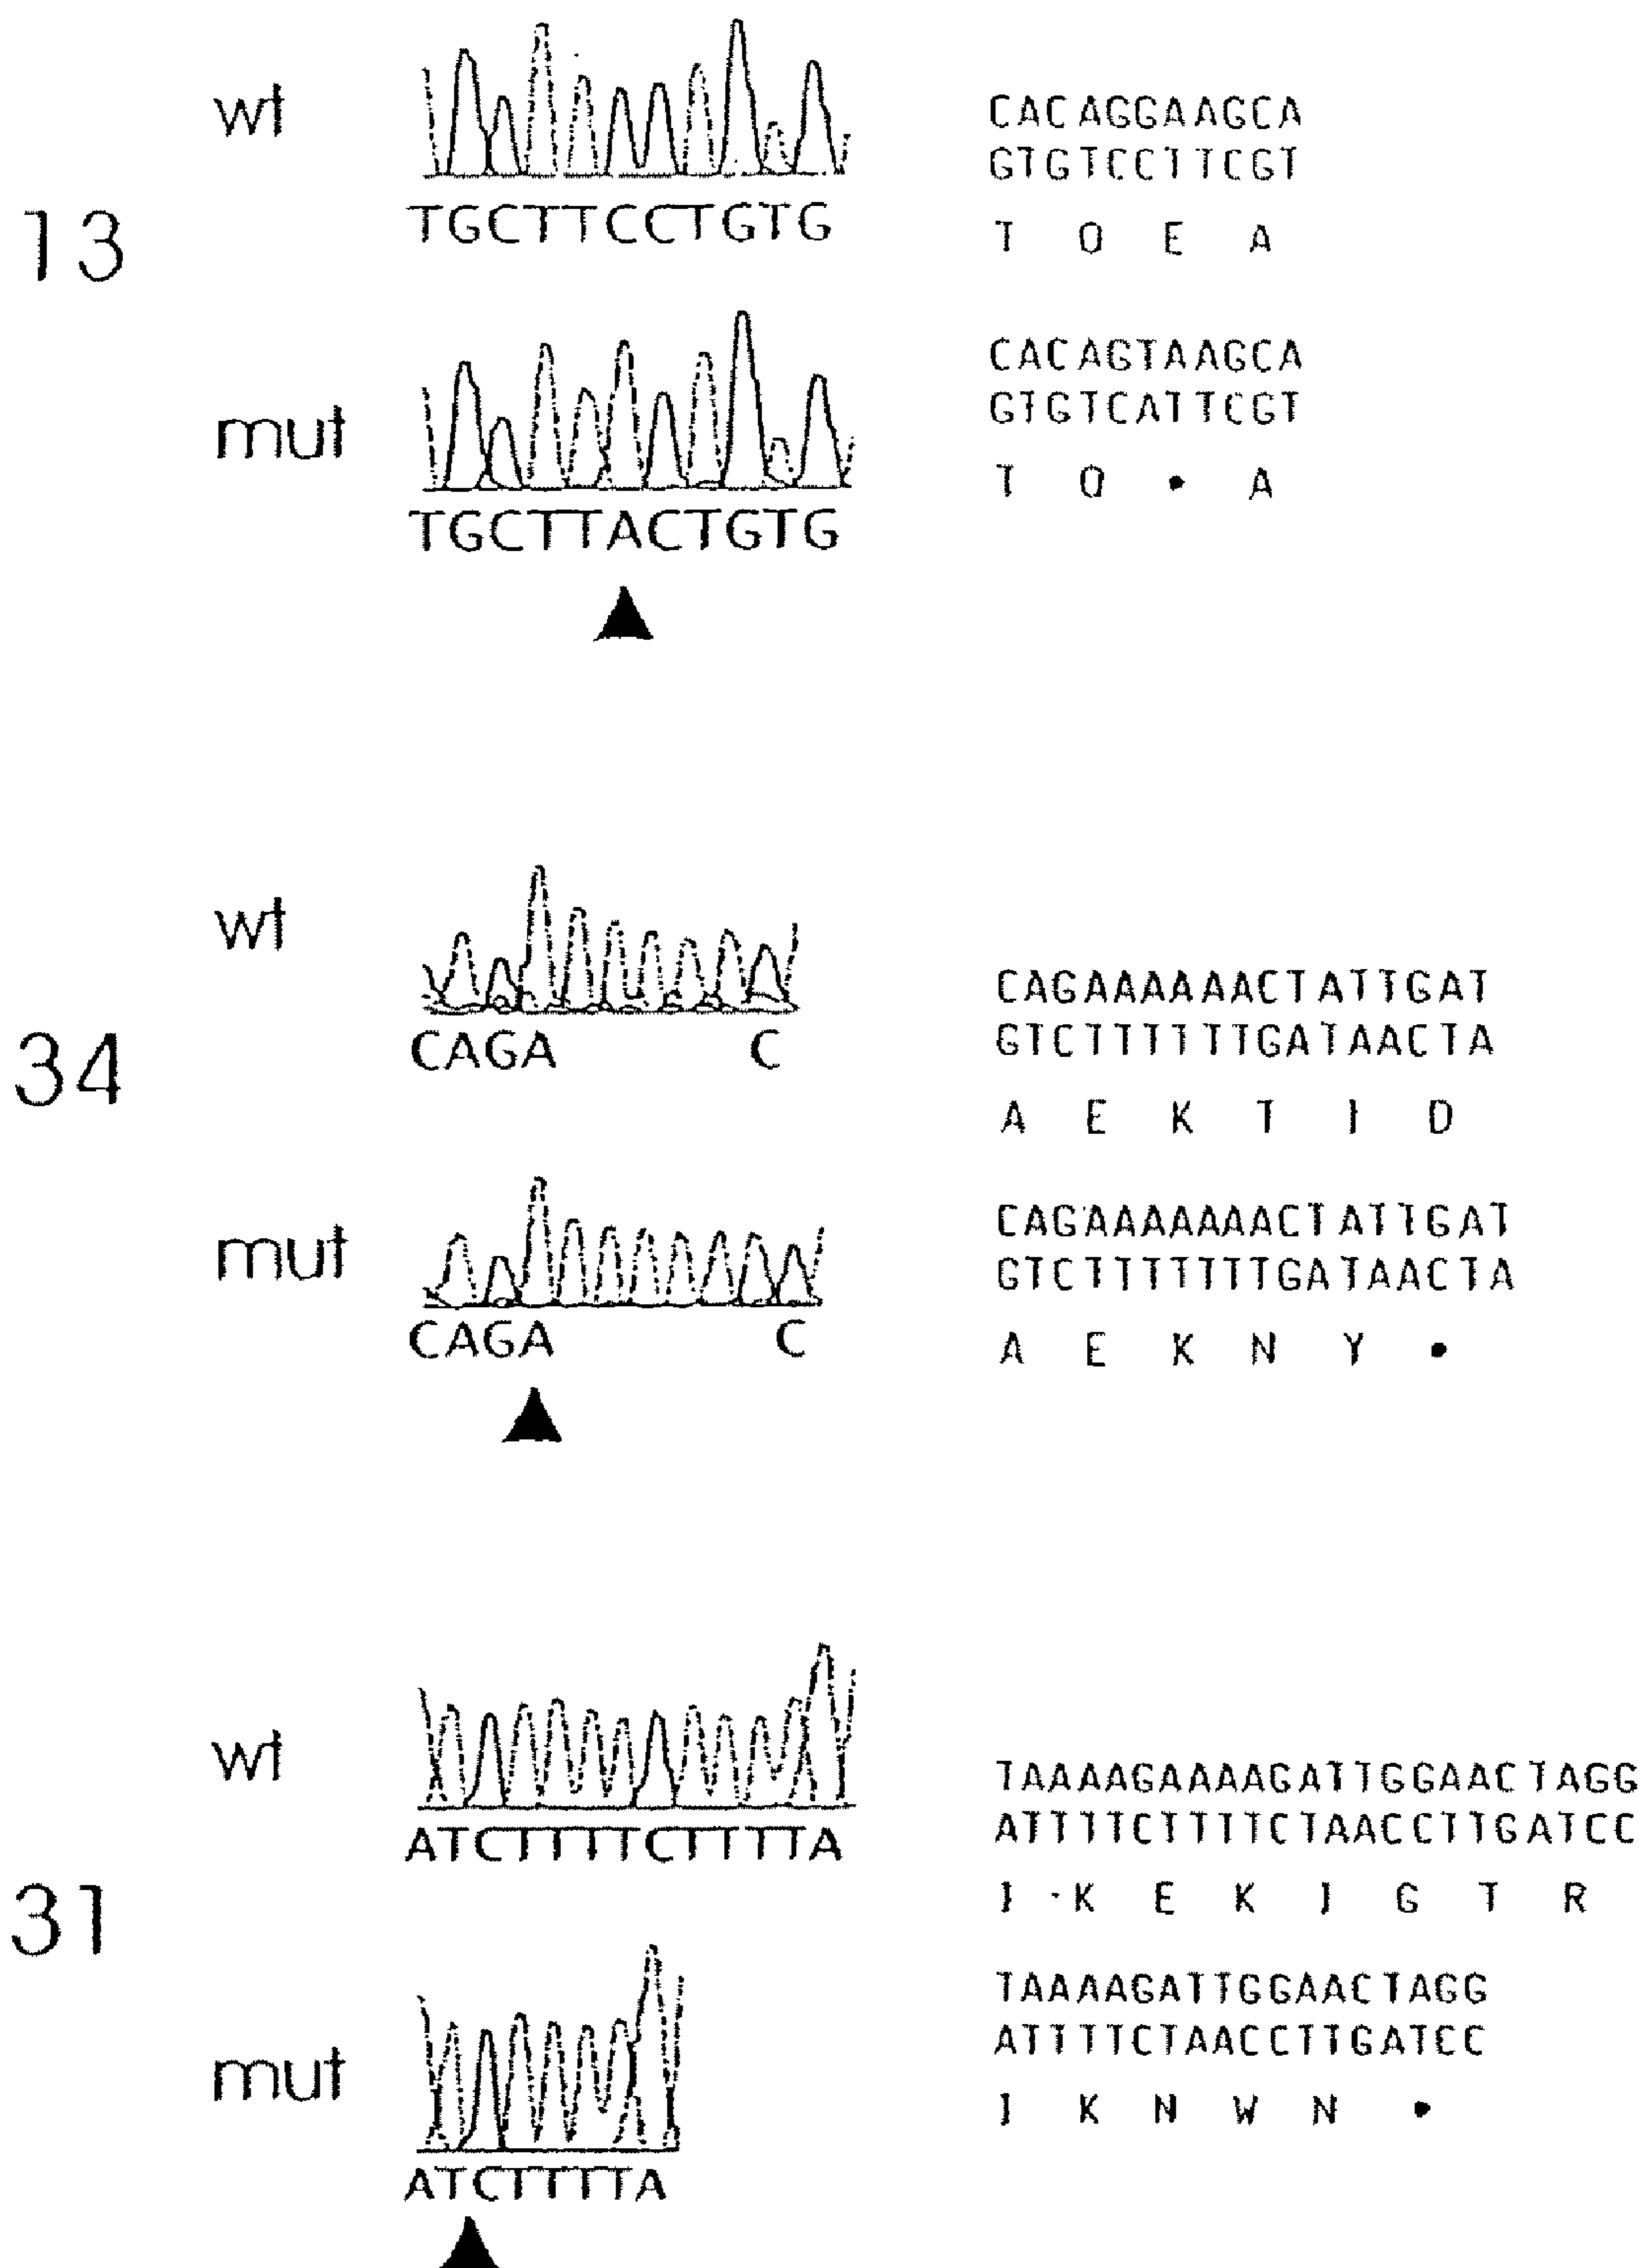 13
wt
TGCTTCCTGTG
CACAGGAAGCA
GTGTCCTTCGT
T Q E A
mut
TGCTTACTGTG
CACAGTAAGCA
GTGTCATTCGT
T Q • A
34
wt
CAGA C
CAGAAAAAACTATTGAT
GTCTTTTTTGATAACTA
A E K T I D
mut
CAGA C
CAGAAAAAAACTATTGAT
GTCTTTTTTTGATAACTA
A E K N Y •
31
wt
ATCTTTTCTTTTA
TAAAAGAAAAGATTGGAACTAGG
ATTTTCTTTTCTAACCTTGATCC
I K E K I G T R
mut
ATCTTTTA
TAAAAGATTGGAACTAGG
ATTTTCTAACCTTGATCC
I K N W N •